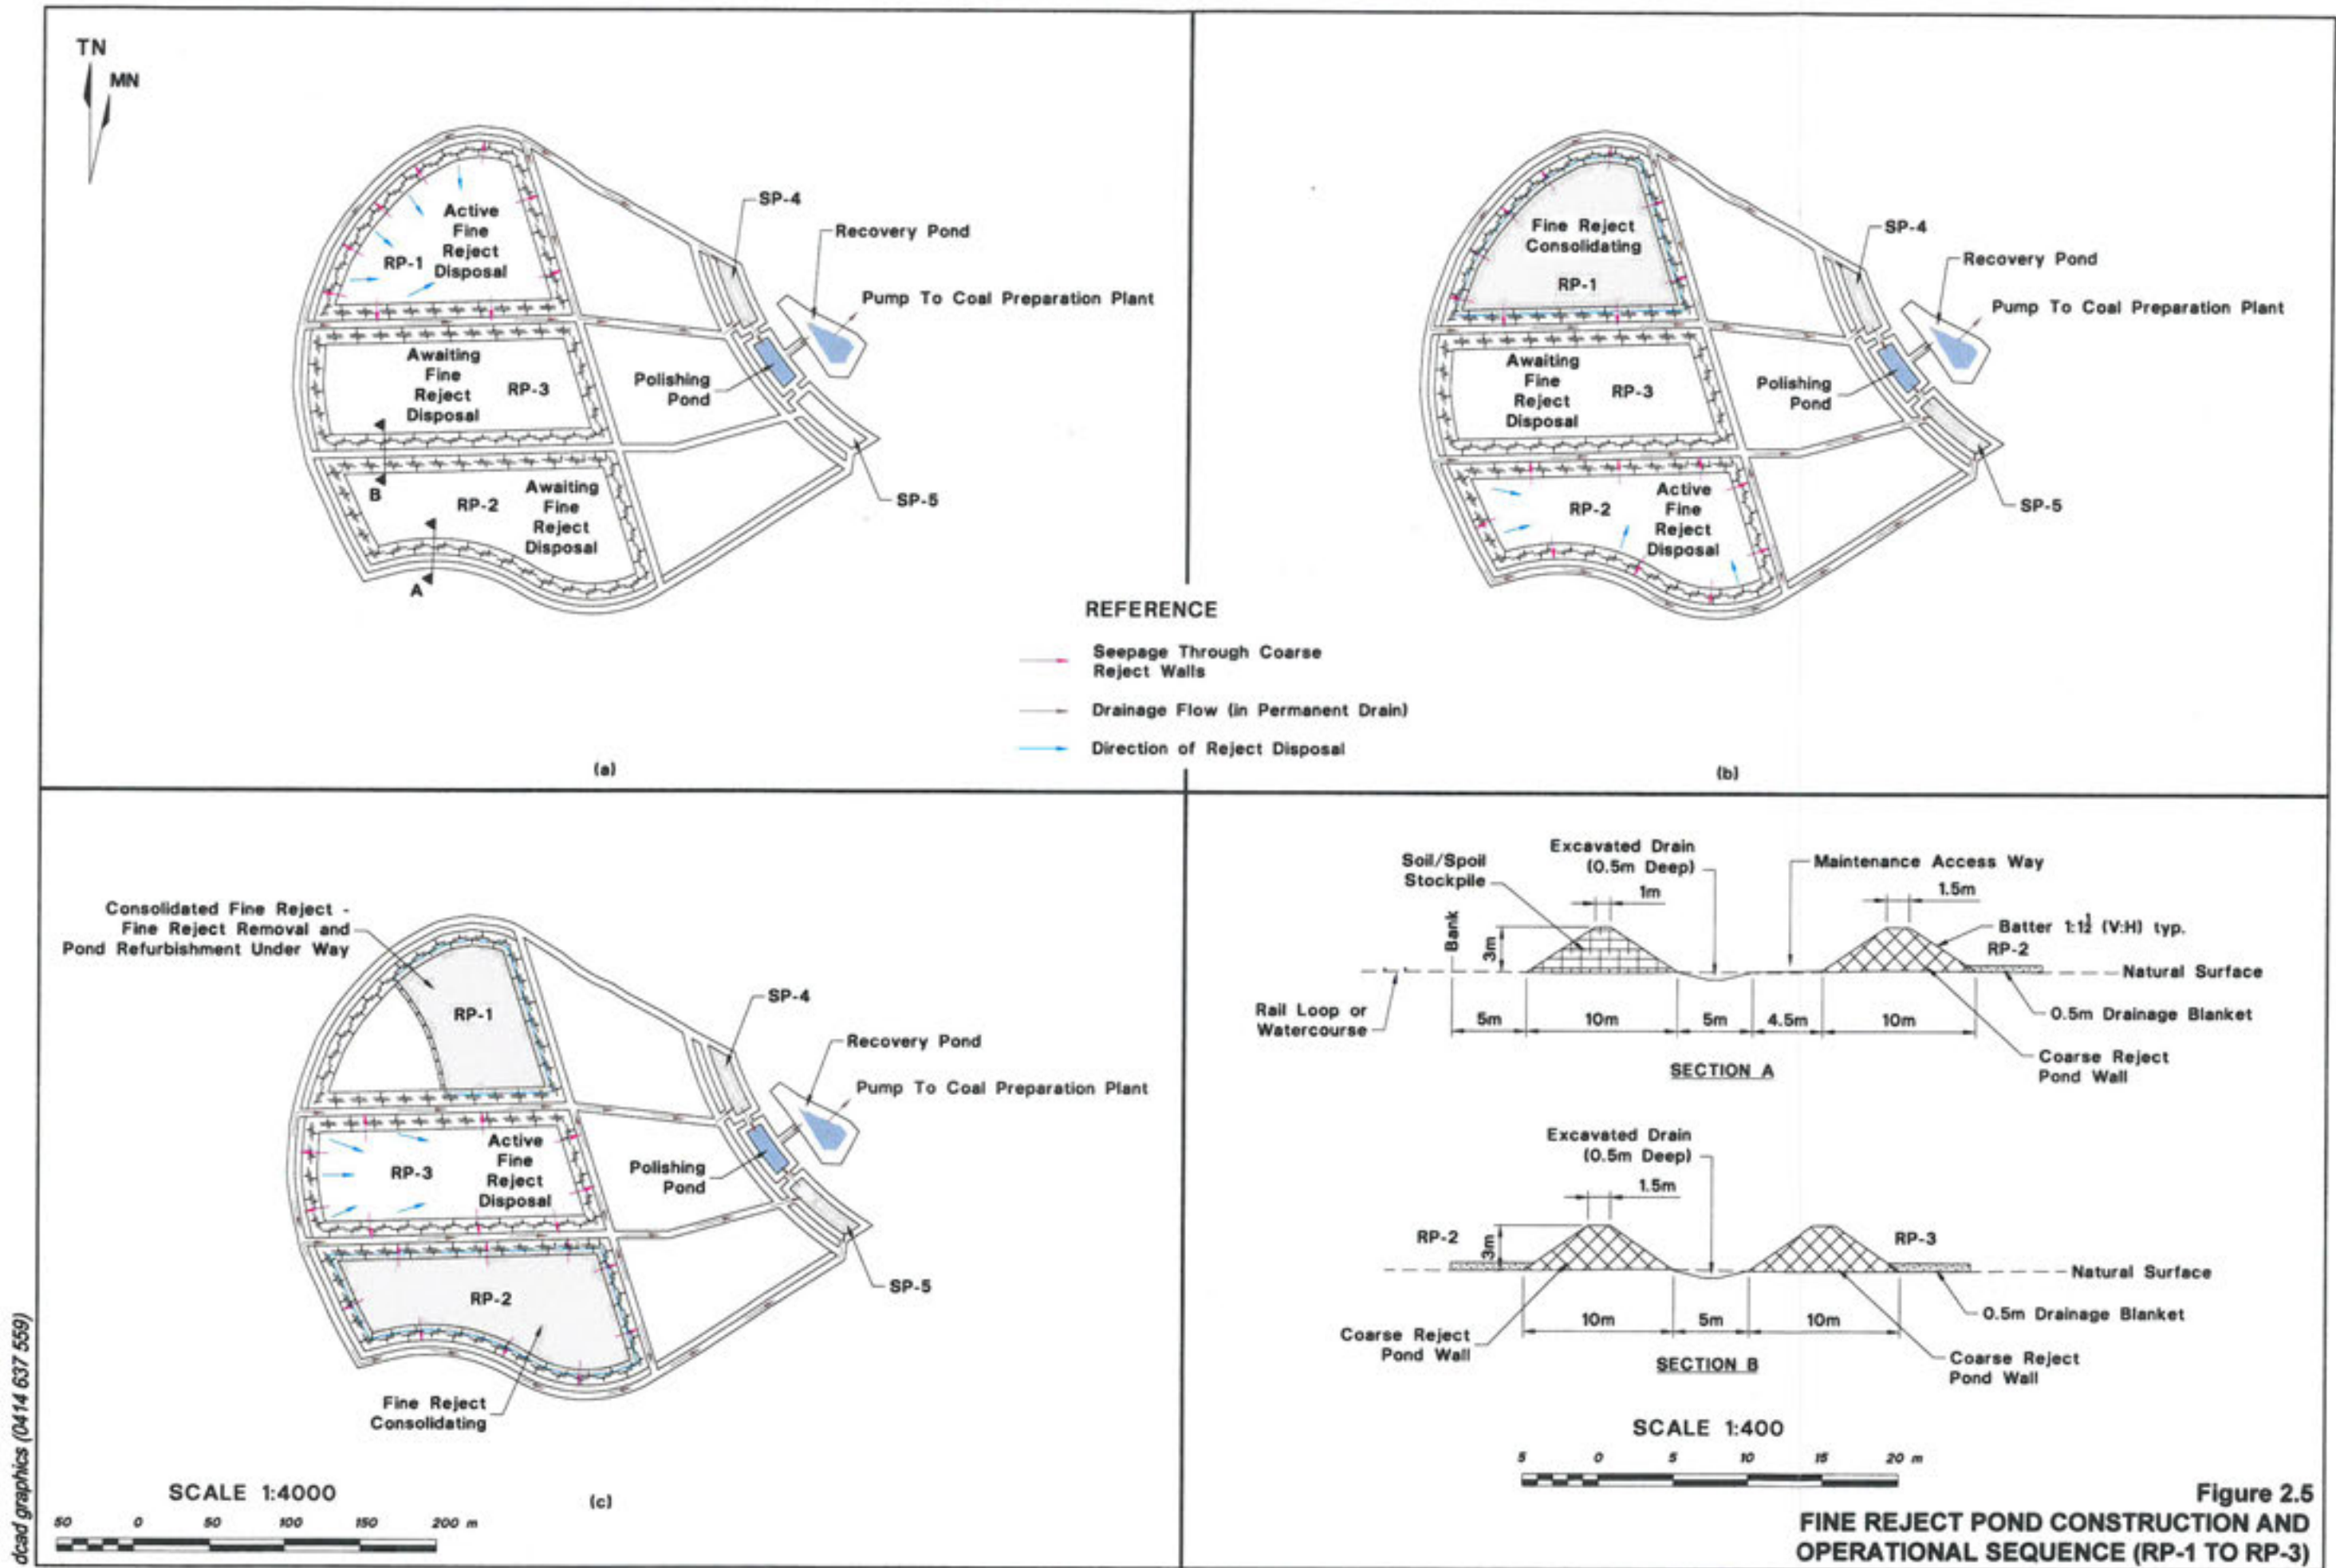 TN
MN
Active
Fine
Reject
Disposal
RP-1
Awaiting
Fine
Reject
Disposal
RP-3
B
RP-2
Awaiting
Fine
Reject
Disposal
A
SP-4
Recovery Pond
Pump To Coal Preparation Plant
Polishing
Pond
SP-5
(a)
Fine Reject
Consolidating
RP-1
Awaiting
Fine
Reject
Disposal
RP-3
RP-2
Active
Fine
Reject
Disposal
SP-4
Recovery Pond
Pump To Coal Preparation Plant
Polishing
Pond
SP-5
(b)
REFERENCE
Seepage Through Coarse
Reject Walls
Drainage Flow (in Permanent Drain)
Direction of Reject Disposal
Consolidated Fine Reject -
Fine Reject Removal and
Pond Refurbishment Under Way
RP-1
RP-3
Active
Fine
Reject
Disposal
RP-2
Fine Reject
Consolidating
SP-4
Recovery Pond
Pump To Coal Preparation Plant
Polishing
Pond
SP-5
SCALE 1:4000
50 0 50 100 150 200 m
(c)
Soil/Spoil
Stockpile
Excavated Drain
(0.5m Deep)
Maintenance Access Way
1m
1.5m
Bank
3m
Batter 1:1½ (V:H) typ.
RP-2
Natural Surface
Rail Loop or
Watercourse
0.5m Drainage Blanket
5m 10m 5m 4.5m 10m
Coarse Reject
Pond Wall
SECTION A
Excavated Drain
(0.5m Deep)
1.5m
RP-2
3m
RP-3
Natural Surface
0.5m Drainage Blanket
10m 5m 10m
Coarse Reject
Pond Wall
Coarse Reject
Pond Wall
SECTION B
SCALE 1:400
5 0 5 10 15 20 m
Figure 2.5
FINE REJECT POND CONSTRUCTION AND
OPERATIONAL SEQUENCE (RP-1 TO RP-3)
dcad graphics (0414 637 559)